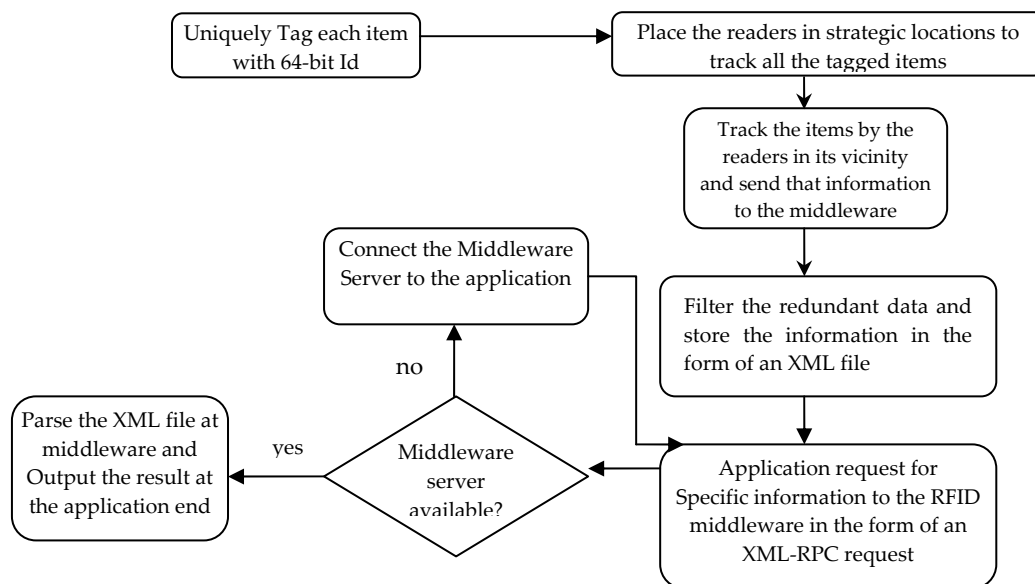 Uniquely Tag each item
with 64-bit Id
Place the readers in strategic locations to
track all the tagged items
Track the items by the
readers in its vicinity
and send that information
to the middleware
Connect the Middleware
Server to the application
Filter the redundant data and
store the information in the
form of an XML file
no
Parse the XML file at
middleware and
Output the result at
the application end
yes
Middleware
server
available?
Application request for
Specific information to the RFID
middleware in the form of an
XML-RPC request